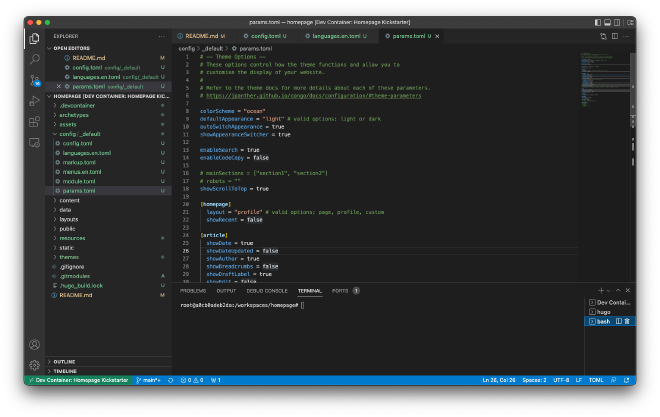 params.toml — homepage [Dev Container: Homepage Kickstarter]
EXPLORER
OPEN EDITORS
README.md M
config.toml config/_default U
languages.en.toml config/_default U
params.toml config/_default U
HOMEPAGE [DEV CONTAINER: HOMEPAGE KIC...
.devcontainer
archetypes
assets
config / _default
config.toml U
languages.en.toml U
markup.toml U
menus.en.toml U
module.toml U
params.toml U
content
data
layouts
public
resources
static
themes
.gitignore
.gitmodules A
.hugo_build.lock U
README.md M
OUTLINE
TIMELINE
README.md M
config.toml U
languages.en.toml U
params.toml U
config > _default > params.toml
1 # -- Theme Options --
2 # These options control how the theme functions and allow you to
3 # customise the display of your website.
4 #
5 # Refer to the theme docs for more details about each of these parameters.
6 # https://jpanther.github.io/congo/docs/configuration/#theme-parameters
7
8 colorScheme = "ocean"
9 defaultAppearance = "light" # valid options: light or dark
10 autoSwitchAppearance = true
11 showAppearanceSwitcher = true
12
13 enableSearch = true
14 enableCodeCopy = false
15
16 # mainSections = ["section1", "section2"]
17 # robots = ""
18 showScrollToTop = true
19
20 [homepage]
21 layout = "profile" # valid options: page, profile, custom
22 showRecent = false
23
24 [article]
25 showDate = true
26 showDateUpdated = false
27 showAuthor = true
28 showBreadcrumbs = false
29 showDraftLabel = true
30 showEdit = false
PROBLEMS OUTPUT DEBUG CONSOLE TERMINAL PORTS 1
root@a0cb0adeb2da:/workspaces/homepage#
Dev Contai...
hugo
bash
Dev Container: Homepage Kickstarter
main*+
0 0
1
Ln 26, Col 26
Spaces: 2
UTF-8
LF
TOML